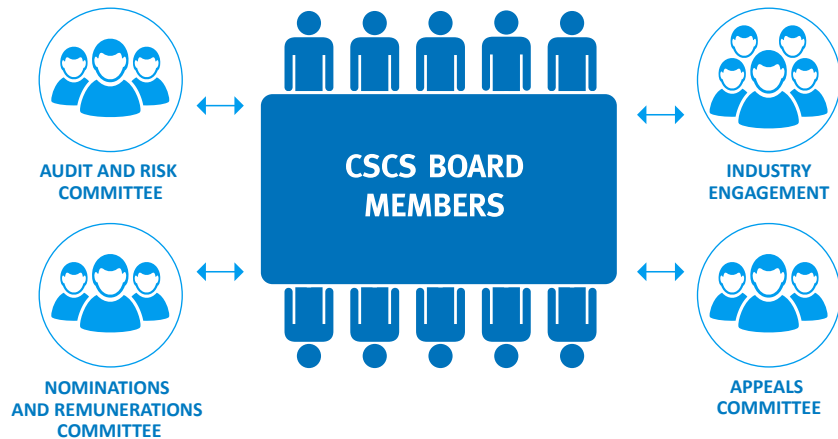 CSCS BOARD
MEMBERS
AUDIT AND RISK
COMMITTEE
INDUSTRY
ENGAGEMENT
NOMINATIONS
AND REMUNERATIONS
COMMITTEE
APPEALS
COMMITTEE